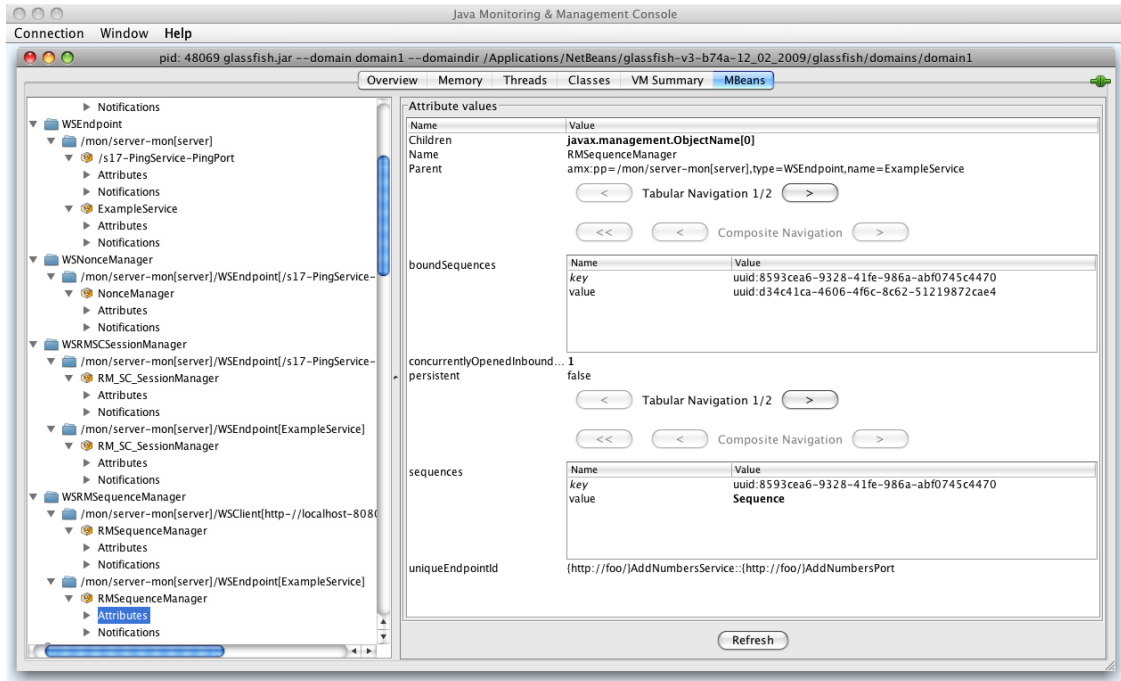 Java Monitoring & Management Console
Connection Window Help
pid: 48069 glassfish.jar --domain domain1 --domaindir /Applications/NetBeans/glassfish-v3-b74a-12_02_2009/glassfish/domains/domain1
Overview Memory Threads Classes VM Summary MBeans
Notifications
WSEndpoint
/mon/server-mon[server]
/s17-PingService-PingPort
Attributes
Notifications
ExampleService
Attributes
Notifications
WSNonceManager
/mon/server-mon[server]/WSEndpoint[/s17-PingService-
NonceManager
Attributes
Notifications
WSRMSCSessionManager
/mon/server-mon[server]/WSEndpoint[/s17-PingService-
RM_SC_SessionManager
Attributes
Notifications
/mon/server-mon[server]/WSEndpoint[ExampleService]
RM_SC_SessionManager
Attributes
Notifications
WSRMSequenceManager
/mon/server-mon[server]/WSClient[http-//localhost-8080
RMSequenceManager
Attributes
Notifications
/mon/server-mon[server]/WSEndpoint[ExampleService]
RMSequenceManager
Attributes
Notifications
Attribute values
Name Value
Children javax.management.ObjectName[0]
Name RMSequenceManager
Parent amx:pp=/mon/server-mon[server],type=WSEndpoint,name=ExampleService
< Tabular Navigation 1/2 >
<< < Composite Navigation >
boundSequences
Name Value
key uuid:8593cea6-9328-41fe-986a-abf0745c4470
value uuid:d34c41ca-4606-4f6c-8c62-51219872cae4
concurrentlyOpenedInbound... 1
persistent false
< Tabular Navigation 1/2 >
<< < Composite Navigation >
sequences
Name Value
key uuid:8593cea6-9328-41fe-986a-abf0745c4470
value Sequence
uniqueEndpointId {http://foo/}AddNumbersService::{http://foo/}AddNumbersPort
Refresh